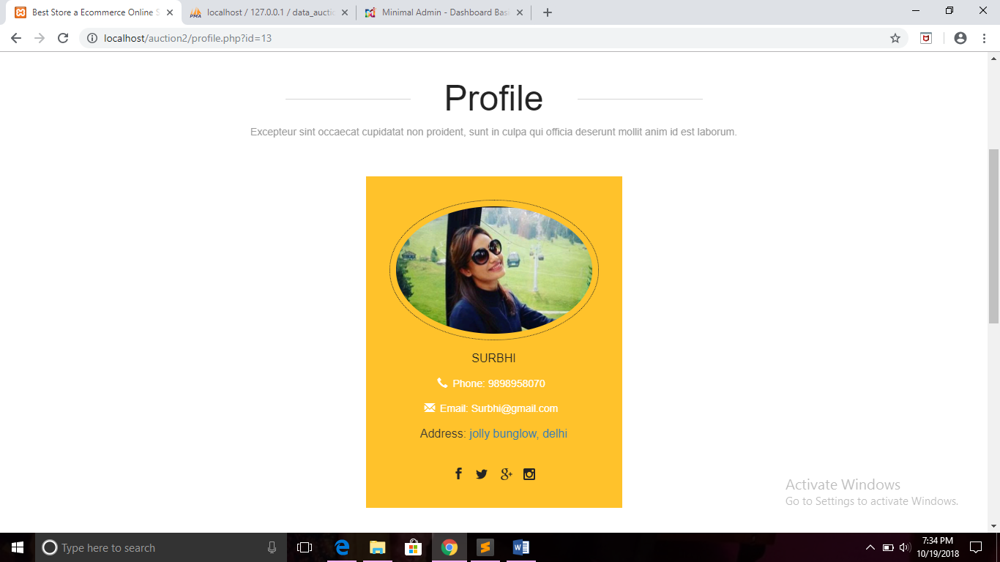 Best Store a Ecommerce Online S
localhost / 127.0.0.1 / data_auctio
Minimal Admin - Dashboard Basi
localhost/auction2/profile.php?id=13
Profile
Excepteur sint occaecat cupidatat non proident, sunt in culpa qui officia deserunt mollit anim id est laborum.
SURBHI
Phone: 9898958070
Email: Surbhi@gmail.com
Address: jolly bunglow, delhi
Activate Windows
Go to Settings to activate Windows.
Type here to search
7:34 PM
10/19/2018